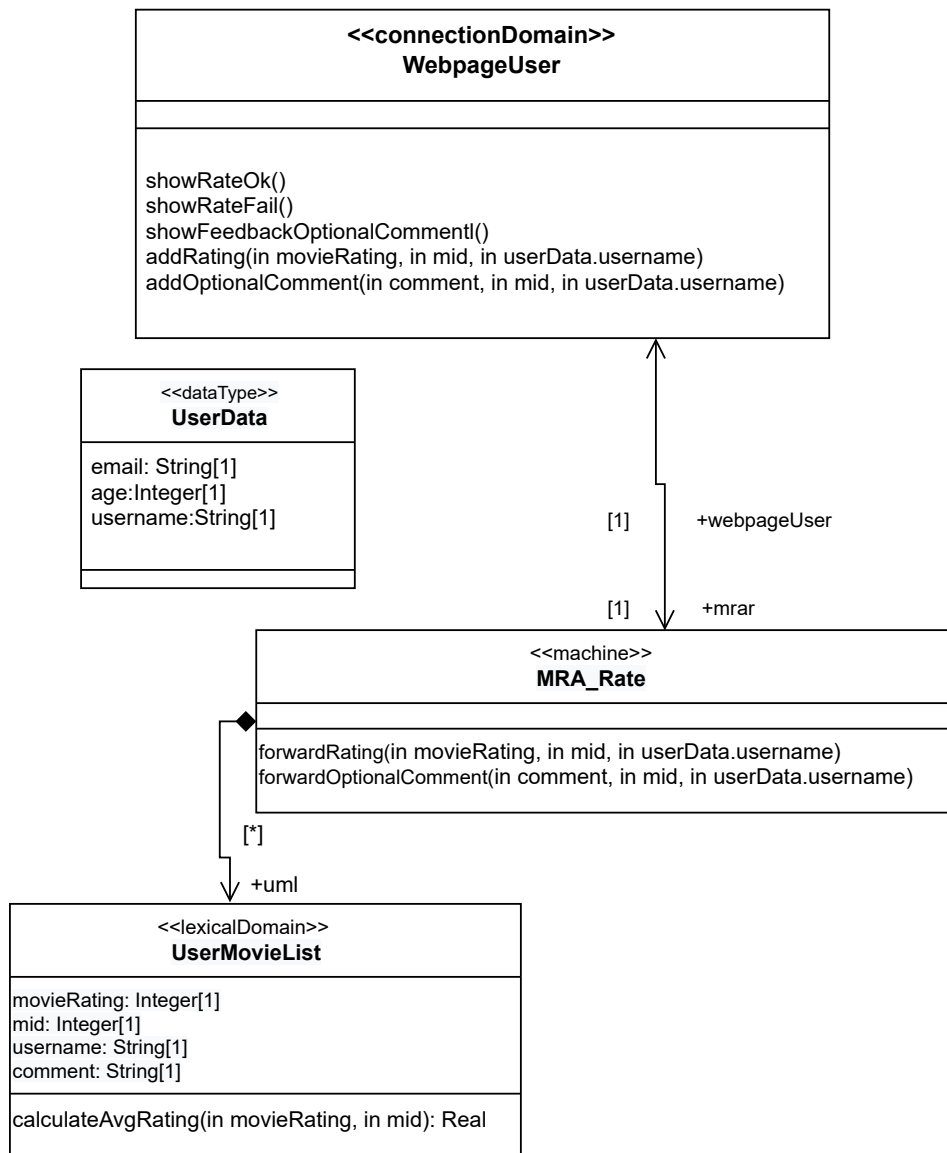 <<connectionDomain>>
WebpageUser
showRateOk()
showRateFail()
showFeedbackOptionalCommentl()
addRating(in movieRating, in mid, in userData.username)
addOptionalComment(in comment, in mid, in userData.username)
<<dataType>>
UserData
email: String[1]
age:Integer[1]
username:String[1]
[1] +webpageUser
[1] +mrar
<<machine>>
MRA_Rate
forwardRating(in movieRating, in mid, in userData.username)
forwardOptionalComment(in comment, in mid, in userData.username)
[*]
+uml
<<lexicalDomain>>
UserMovieList
movieRating: Integer[1]
mid: Integer[1]
username: String[1]
comment: String[1]
calculateAvgRating(in movieRating, in mid): Real